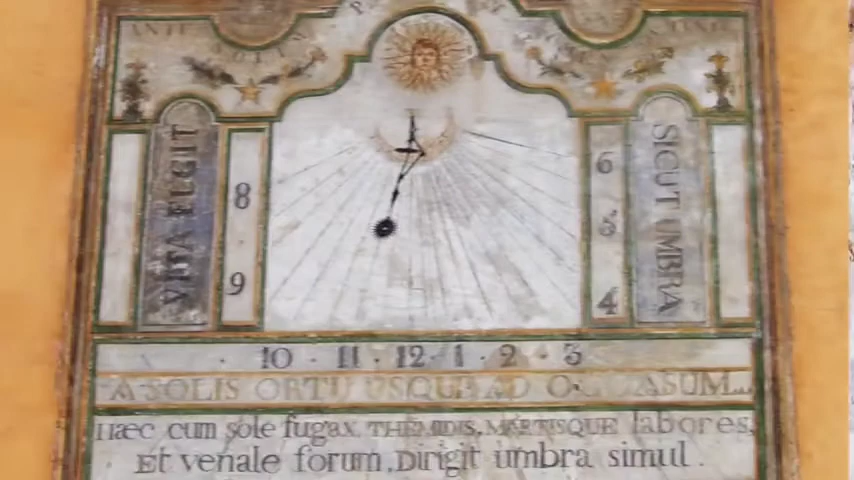 VITA FUGIT
SICUT UMBRA
8
9
6
5
4
10 · 11 · 12 · 1 · 2 · 3
A SOLIS ORTU USQUE AD
Haec cum sole fugax THEMIDIS, MARTISQUE labores,
Et venale forum, Dirigit umbra simul.